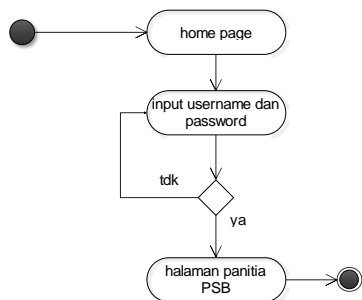 home page
input username dan
password
tdk
ya
halaman panitia
PSB